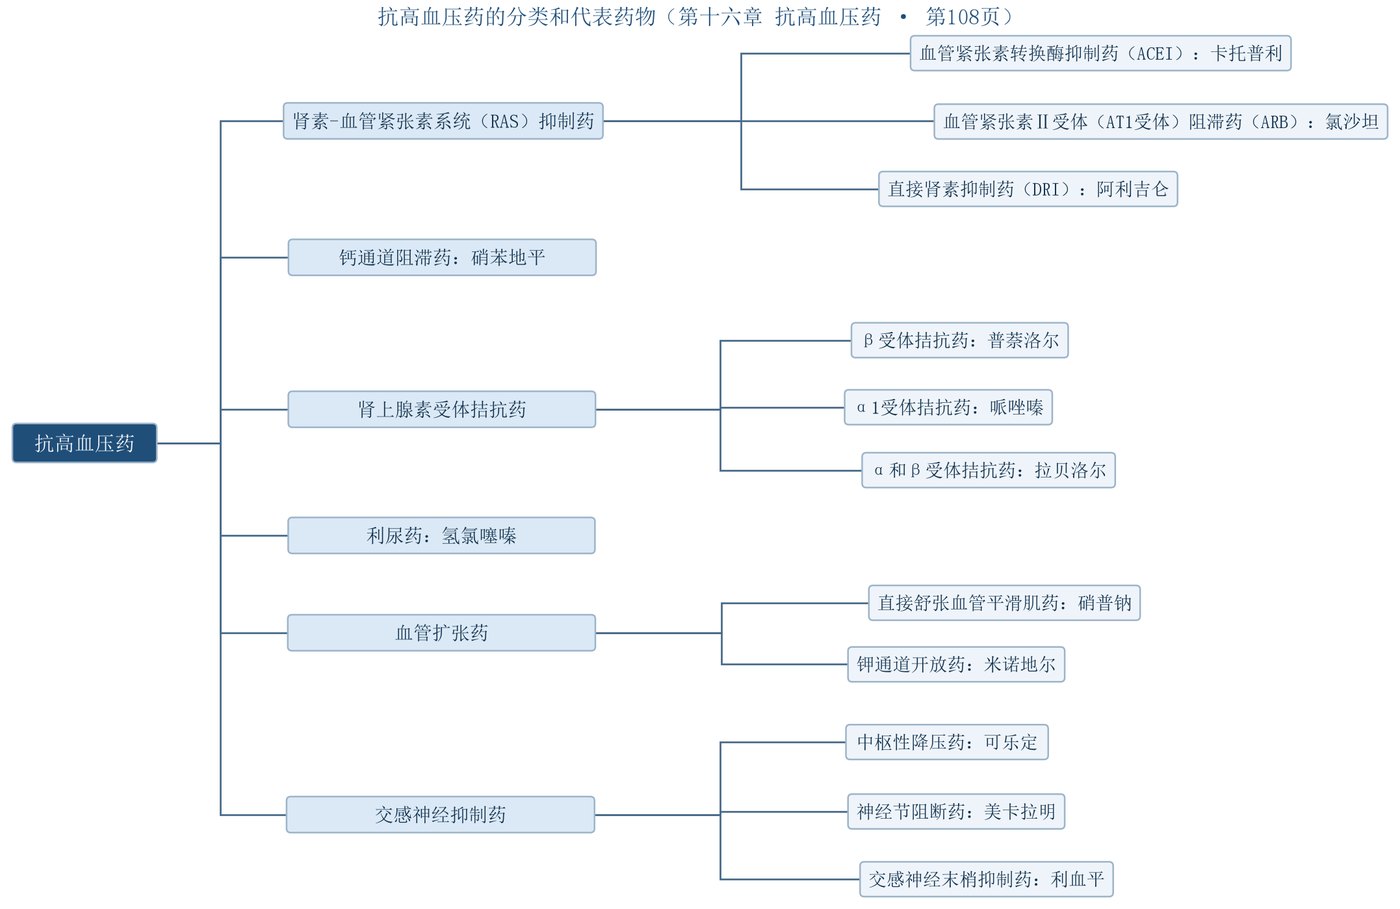 抗高血压药的分类和代表药物（第十六章 抗高血压药 • 第108页）
抗高血压药
肾素-血管紧张素系统（RAS）抑制药
血管紧张素转换酶抑制药（ACEI）：卡托普利
血管紧张素Ⅱ受体（AT1受体）阻滞药（ARB）：氯沙坦
直接肾素抑制药（DRI）：阿利吉仑
钙通道阻滞药：硝苯地平
肾上腺素受体拮抗药
β受体拮抗药：普萘洛尔
α1受体拮抗药：哌唑嗪
α和β受体拮抗药：拉贝洛尔
利尿药：氢氯噻嗪
血管扩张药
直接舒张血管平滑肌药：硝普钠
钾通道开放药：米诺地尔
交感神经抑制药
中枢性降压药：可乐定
神经节阻断药：美卡拉明
交感神经末梢抑制药：利血平